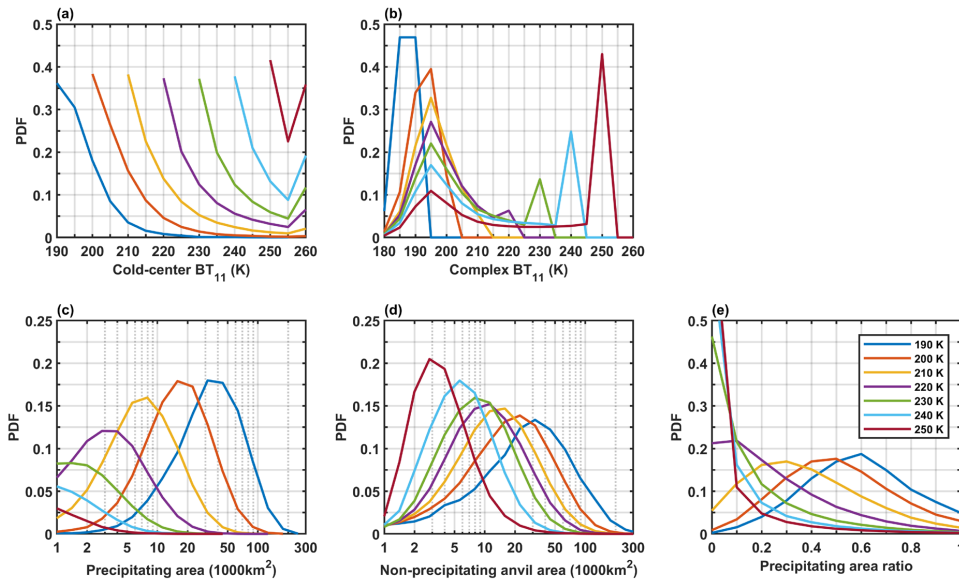 (a)
0.5
0.4
0.3
0.2
0.1
0
PDF
190 200 210 220 230 240 250 260
Cold-center BT11 (K)
(b)
0.5
0.4
0.3
0.2
0.1
0
PDF
180 190 200 210 220 230 240 250 260
Complex BT11 (K)
(c)
0.25
0.2
0.15
0.1
0.05
0
PDF
1 2 5 10 20 50 100 300
Precipitating area (1000km2)
(d)
0.25
0.2
0.15
0.1
0.05
0
PDF
1 2 5 10 20 50 100 300
Non-precipitating anvil area (1000km2)
(e)
0.5
0.4
0.3
0.2
0.1
0
PDF
0 0.2 0.4 0.6 0.8 1
Precipitating area ratio
190 K
200 K
210 K
220 K
230 K
240 K
250 K